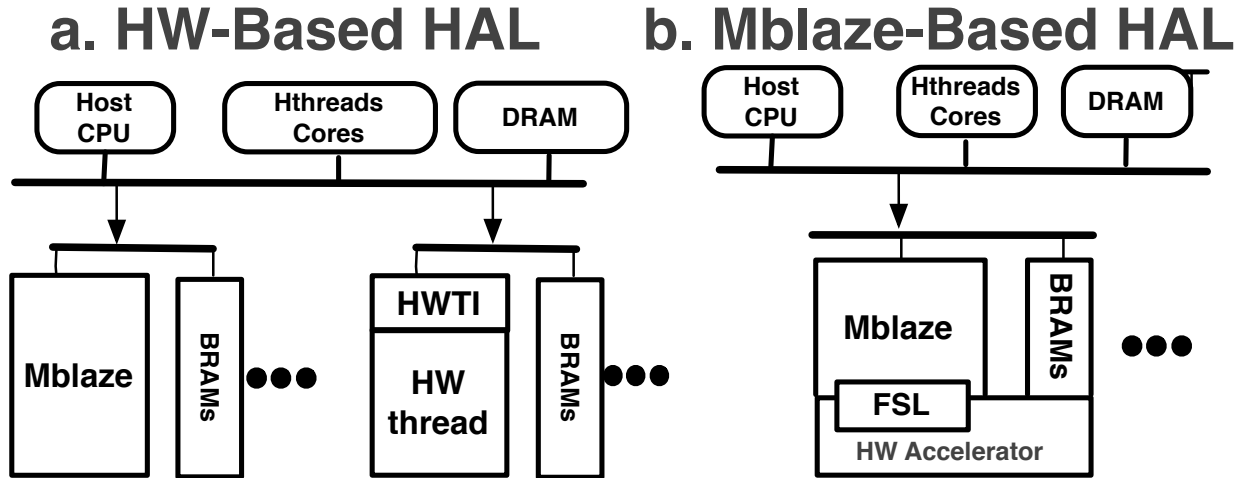 a. HW-Based HAL
Host
CPU
Hthreads
Cores
DRAM
Mblaze
BRAMs
HWTI
HW
thread
BRAMs
b. Mblaze-Based HAL
Host
CPU
Hthreads
Cores
DRAM
Mblaze
BRAMs
FSL
HW Accelerator